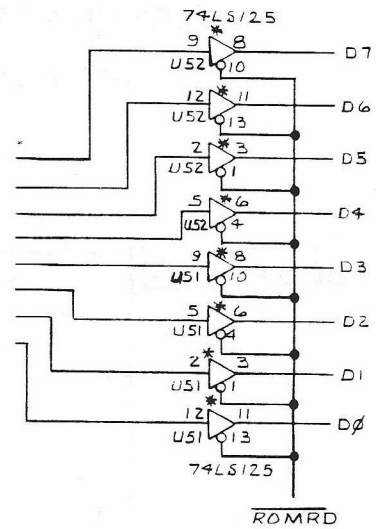 74LS125
*
9 8 D7
U52 10
*
12 11 D6
U52 13
*
2 3 D5
U52 1
*
5 6 D4
U52 4
*
9 8 D3
U51 10
*
5 6 D2
U51 4
*
2 3 D1
U51 1
*
12 11 DØ
U51 13
74LS125
ROMRD